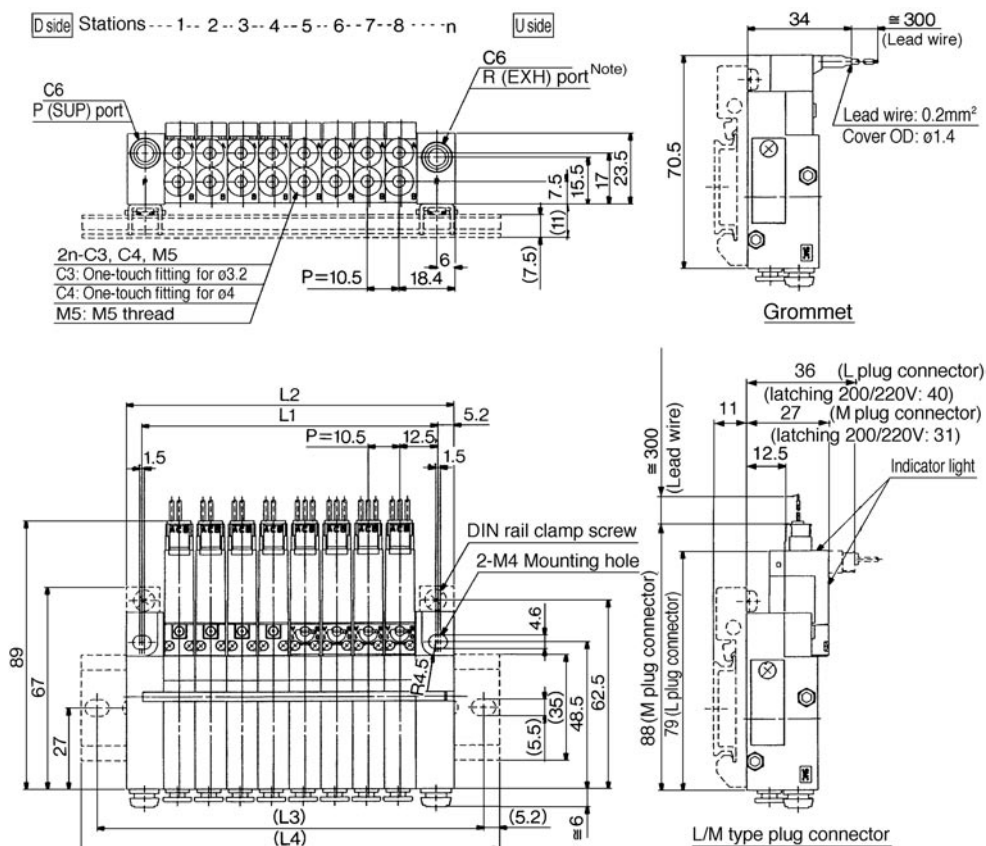 D side Stations --- 1-- 2 --3 --4 --5 --6 --7-- 8 ---- n U side
C6
P (SUP) port
C6
R (EXH) port Note)
7.5
15.5
17
23.5
(11)
(7.5)
6
P=10.5
18.4
2n-C3, C4, M5
C3: One-touch fitting for ø3.2
C4: One-touch fitting for ø4
M5: M5 thread
34
≅ 300
(Lead wire)
Lead wire: 0.2mm²
Cover OD: ø1.4
70.5
Grommet
L2
L1
5.2
P=10.5
12.5
1.5
1.5
DIN rail clamp screw
2-M4 Mounting hole
4.6
R4.5
89
67
27
(5.5)
(35)
48.5
62.5
(L3)
(5.2)
(L4)
≅ 6
36 (L plug connector)
(latching 200/220V: 40)
11
27 (M plug connector)
(latching 200/220V: 31)
12.5
Indicator light
≅ 300
(Lead wire)
88 (M plug connector)
79 (L plug connector)
L/M type plug connector